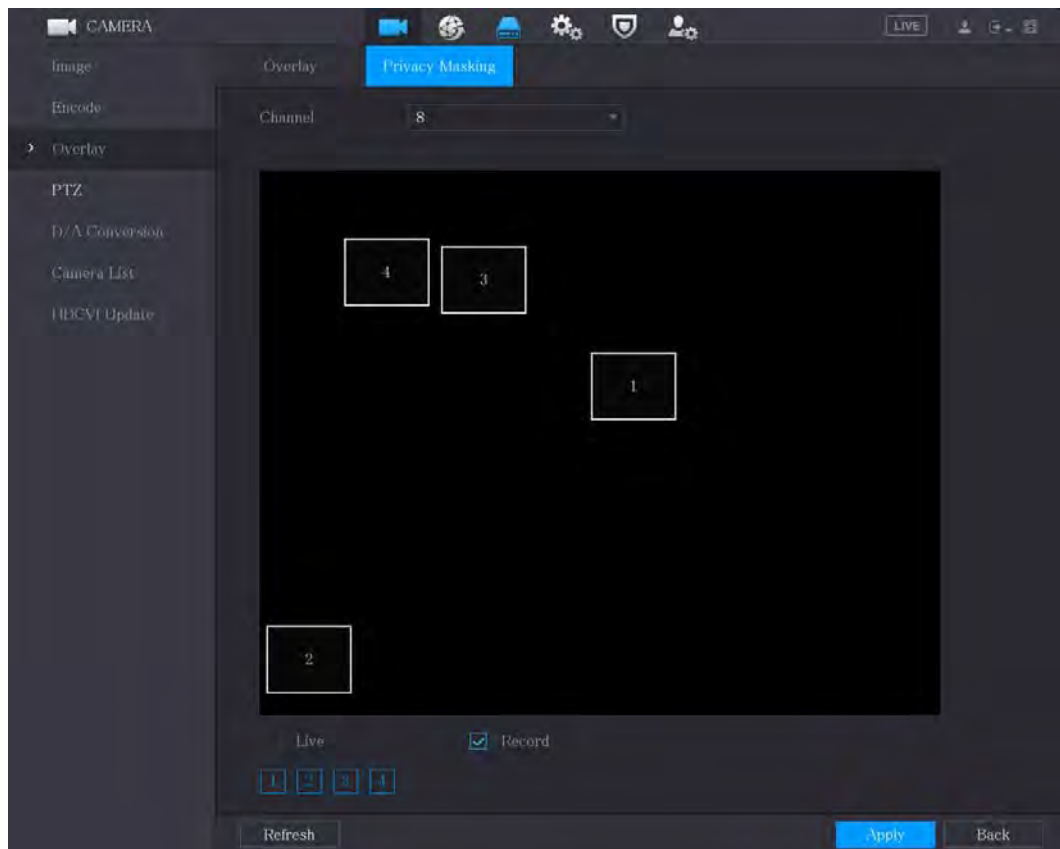 CAMERA
LIVE
Image
Overlay
Privacy Masking
Encode
Channel
8
Overlay
PTZ
D/A Conversion
4
3
Camera List
HDCVI Update
1
2
Live
Record
1
2
3
4
Refresh
Apply
Back